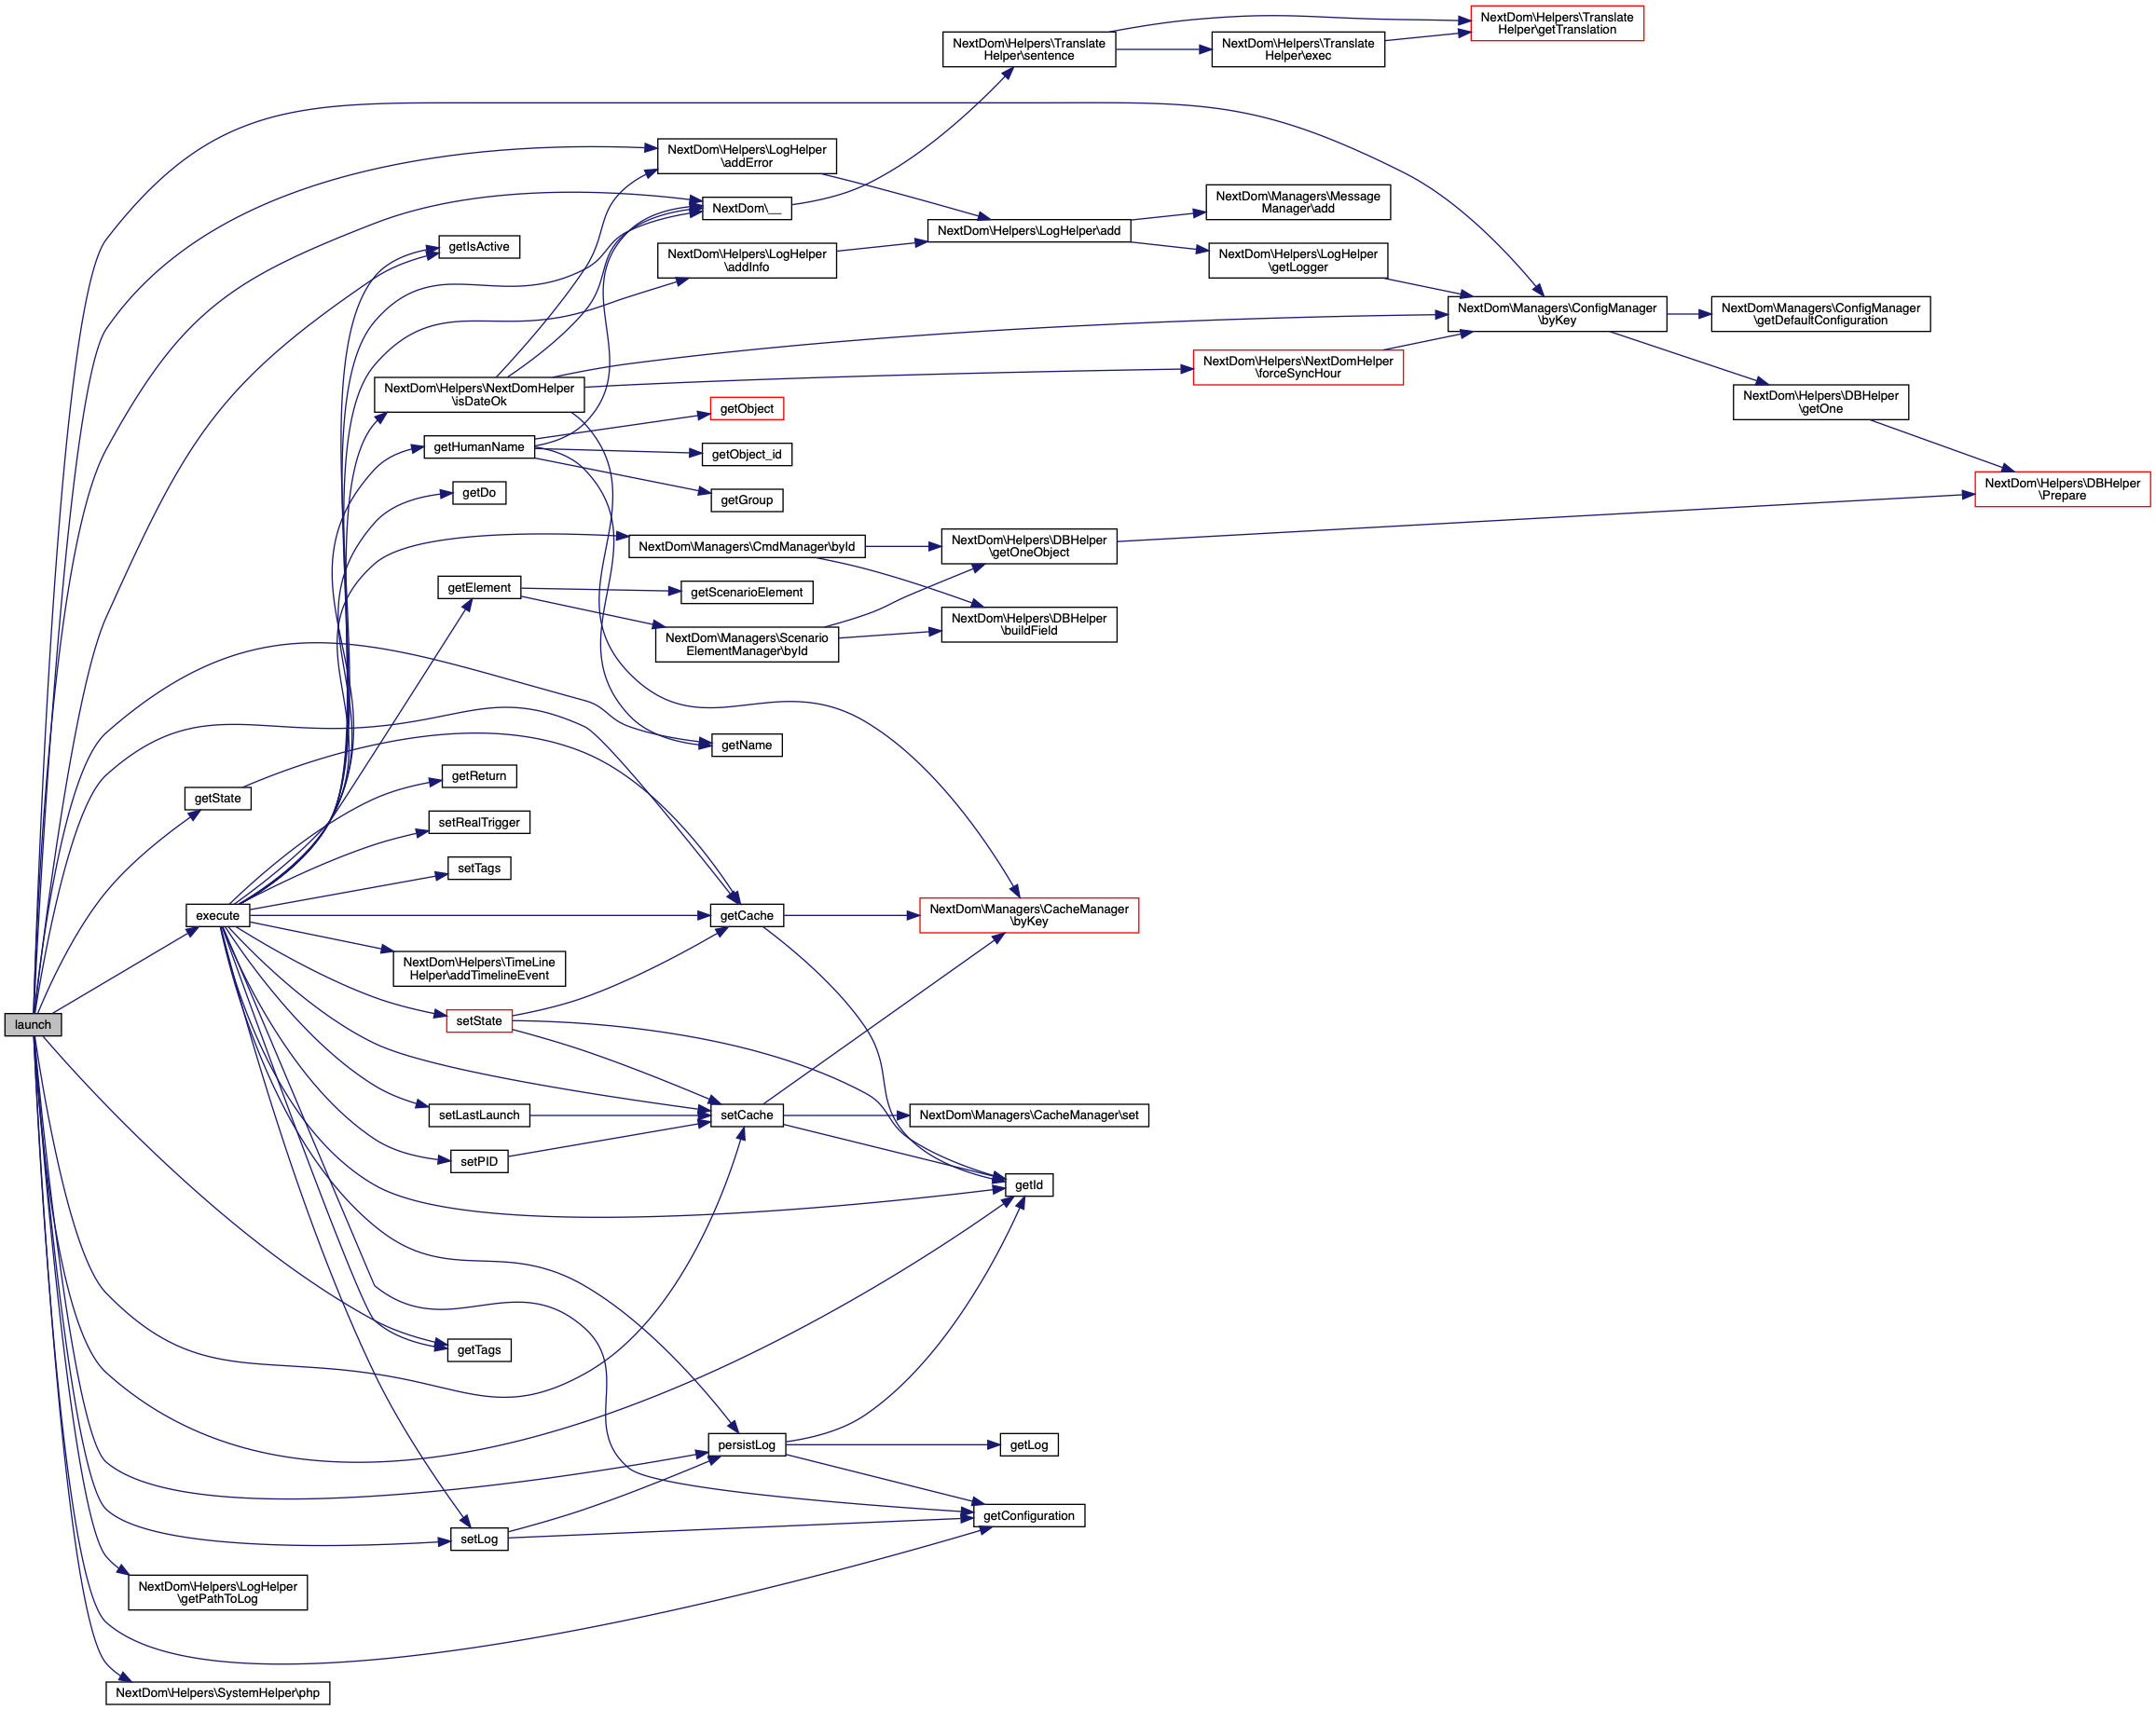 NextDom\Helpers\Translate
Helper\getTranslation
NextDom\Helpers\Translate
Helper\sentence
NextDom\Helpers\Translate
Helper\exec
NextDom\Helpers\LogHelper
\addError
NextDom\__
NextDom\Managers\Message
Manager\add
NextDom\Helpers\LogHelper\add
getIsActive
NextDom\Helpers\LogHelper
\addInfo
NextDom\Helpers\LogHelper
\getLogger
NextDom\Managers\ConfigManager
\byKey
NextDom\Managers\ConfigManager
\getDefaultConfiguration
NextDom\Helpers\NextDomHelper
\forceSyncHour
NextDom\Helpers\NextDomHelper
\isDateOk
NextDom\Helpers\DBHelper
\getOne
getObject
getHumanName
getObject_id
getDo
getGroup
NextDom\Helpers\DBHelper
\Prepare
NextDom\Managers\CmdManager\byId
NextDom\Helpers\DBHelper
\getOneObject
getElement
getScenarioElement
NextDom\Helpers\DBHelper
\buildField
NextDom\Managers\Scenario
ElementManager\byId
getName
getReturn
getState
setRealTrigger
setTags
execute
getCache
NextDom\Managers\CacheManager
\byKey
NextDom\Helpers\TimeLine
Helper\addTimelineEvent
launch
setState
setLastLaunch
setCache
NextDom\Managers\CacheManager\set
setPID
getId
getTags
persistLog
getLog
getConfiguration
setLog
NextDom\Helpers\LogHelper
\getPathToLog
NextDom\Helpers\SystemHelper\php